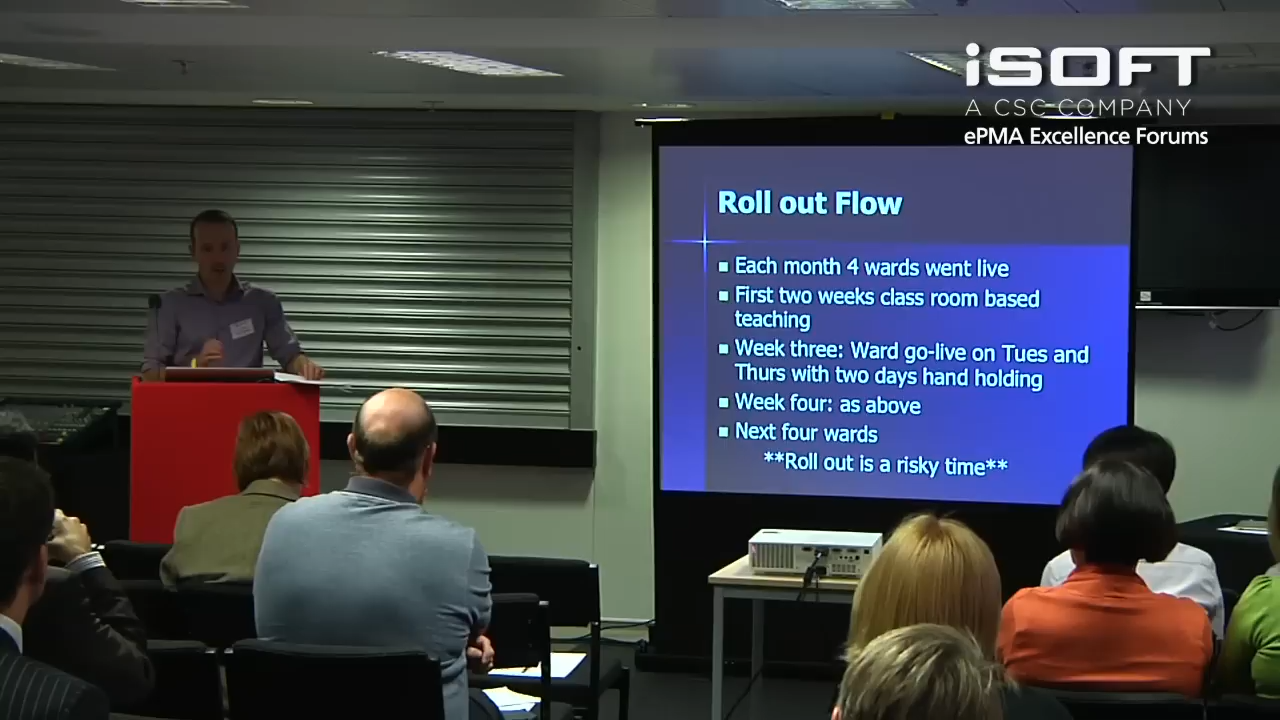 iSOFT
A CSC COMPANY
ePMA Excellence Forums
Roll out Flow
Each month 4 wards went live
First two weeks class room based
teaching
Week three: Ward go-live on Tues and
Thurs with two days hand holding
Week four: as above
Next four wards
**Roll out is a risky time**